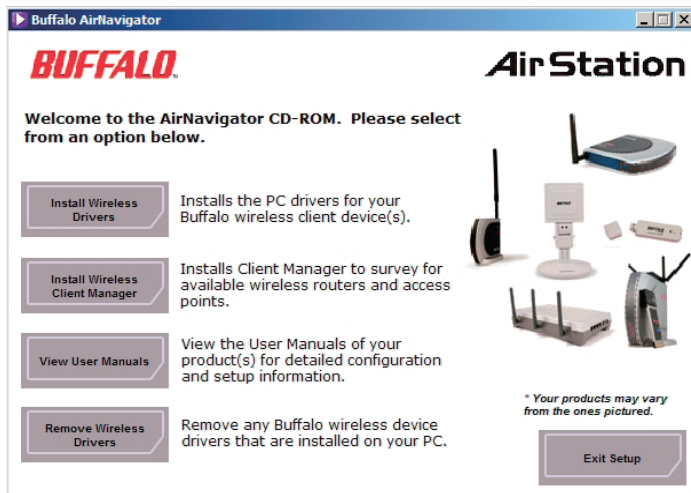 Buffalo AirNavigator
BUFFALO
AirStation
Welcome to the AirNavigator CD-ROM. Please select
from an option below.
Install Wireless
Drivers
Installs the PC drivers for your
Buffalo wireless client device(s).
Install Wireless
Client Manager
Installs Client Manager to survey for
available wireless routers and access
points.
View User Manuals
View the User Manuals of your
product(s) for detailed configuration
and setup information.
Remove Wireless
Drivers
Remove any Buffalo wireless device
drivers that are installed on your PC.
* Your products may vary
from the ones pictured.
Exit Setup